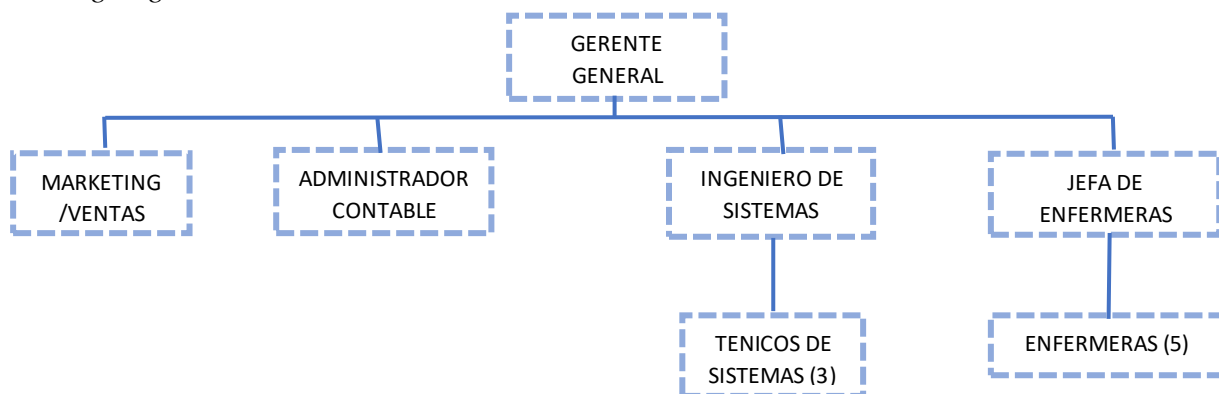 GERENTE
GENERAL
MARKETING
/VENTAS
ADMINISTRADOR
CONTABLE
INGENIERO DE
SISTEMAS
JEFA DE
ENFERMERAS
TENICOS DE
SISTEMAS (3)
ENFERMERAS (5)